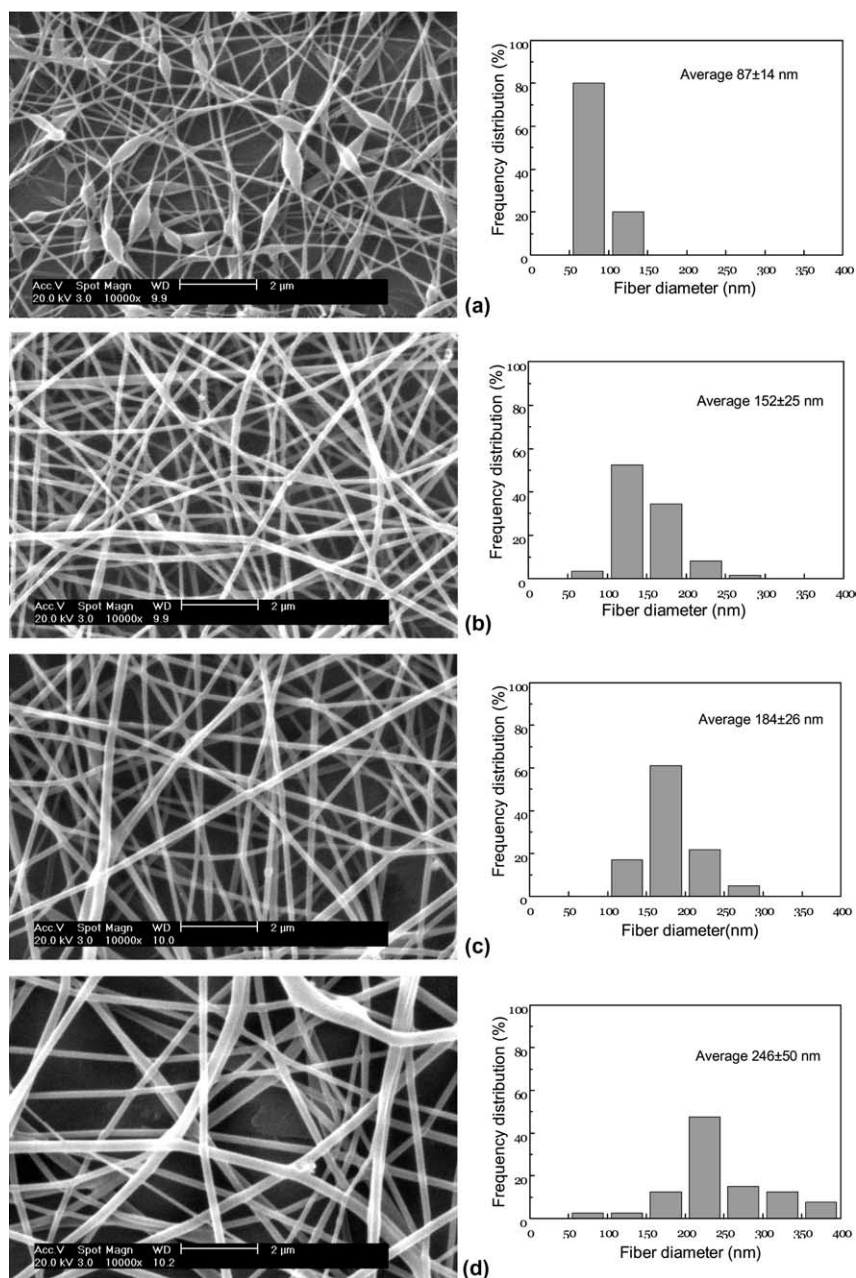 Acc.V Spot Magn WD 2 µm
20.0 kV 3.0 10000x 9.9
(a)
Frequency distribution (%)
100
80
60
40
20
0
Average 87±14 nm
0 50 100 150 200 250 300 350 400
Fiber diameter (nm)
Acc.V Spot Magn WD 2 µm
20.0 kV 3.0 10000x 9.9
(b)
Frequency distribution (%)
100
80
60
40
20
0
Average 152±25 nm
0 50 100 150 200 250 300 350 400
Fiber diameter (nm)
Acc.V Spot Magn WD 2 µm
20.0 kV 3.0 10000x 10.0
(c)
Frequency distribution (%)
100
80
60
40
20
0
Average 184±26 nm
0 50 100 150 200 250 300 350 400
Fiber diameter(nm)
Acc.V Spot Magn WD 2 µm
20.0 kV 3.0 10000x 10.2
(d)
Frequency distribution (%)
100
80
60
40
20
0
Average 246±50 nm
0 50 100 150 200 250 300 350 400
Fiber diameter (nm)